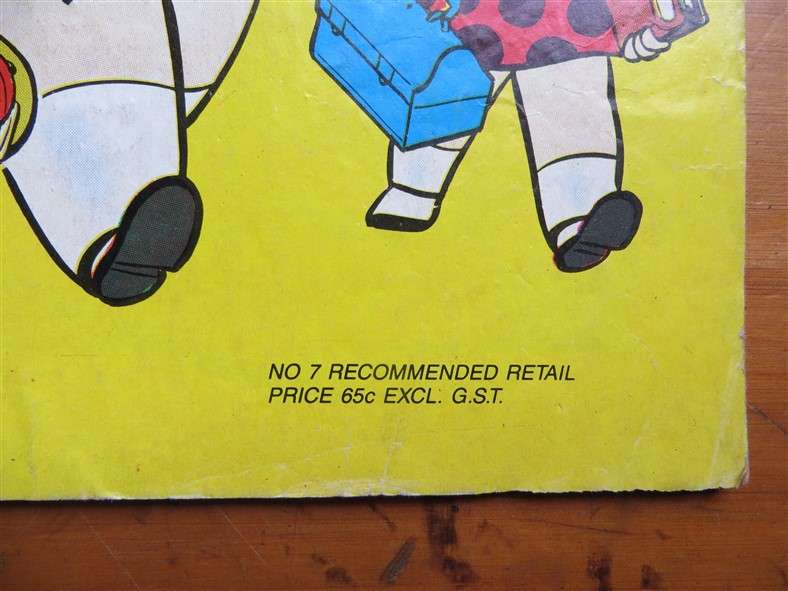 NO 7 RECOMMENDED RETAIL
PRICE 65c EXCL. G.S.T.